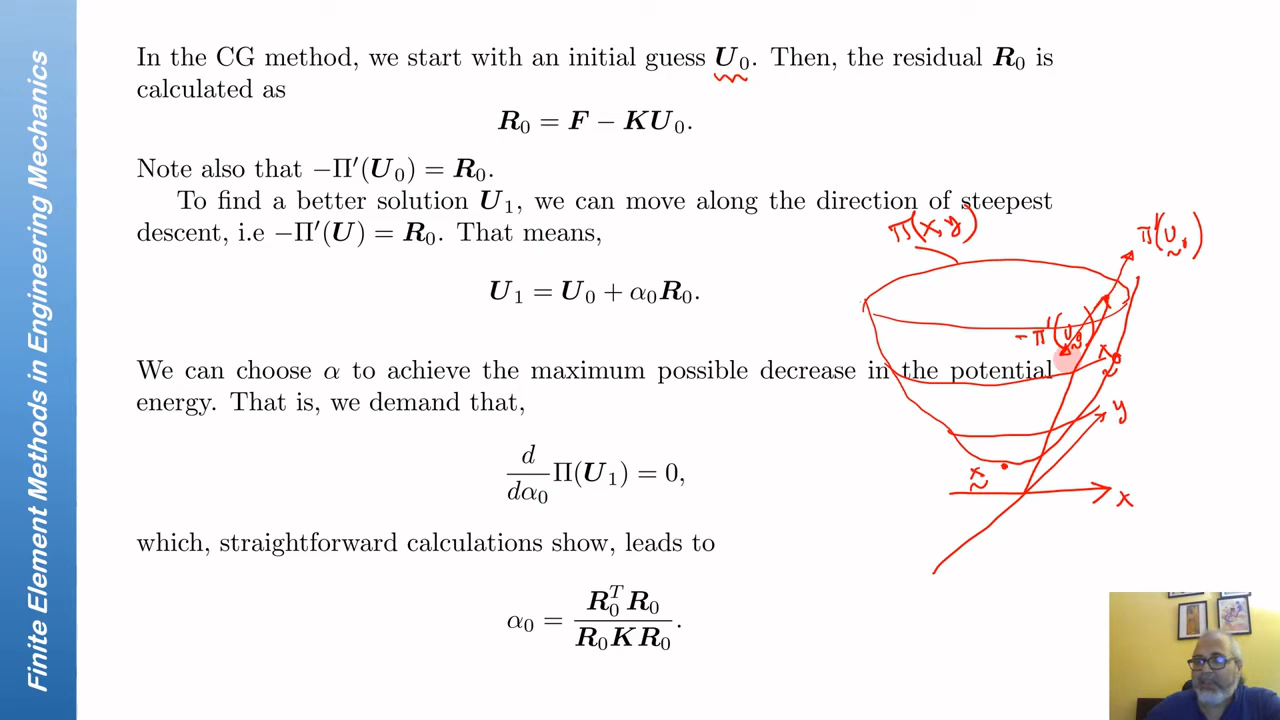 Finite Element Methods in Engineering Mechanics
In the CG method, we start with an initial guess U₀. Then, the residual R₀ is
calculated as
R₀ = F − KU₀.
Note also that −Π′(U₀) = R₀.
To find a better solution U₁, we can move along the direction of steepest
descent, i.e −Π′(U) = R₀. That means,
U₁ = U₀ + α₀R₀.
We can choose α to achieve the maximum possible decrease in the potential
energy. That is, we demand that,
d/dα₀ Π(U₁) = 0,
which, straightforward calculations show, leads to
α₀ = R₀ᵀR₀ / R₀KR₀.
π(x,y)
π′(U₀)
−π′(U₀)
x₀
y
x
x